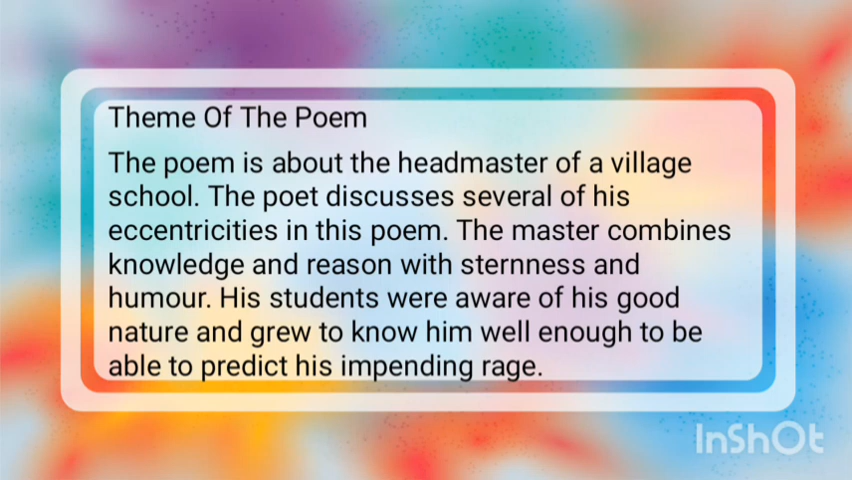 Theme Of The Poem
The poem is about the headmaster of a village
school. The poet discusses several of his
eccentricities in this poem. The master combines
knowledge and reason with sternness and
humour. His students were aware of his good
nature and grew to know him well enough to be
able to predict his impending rage.
InShOt